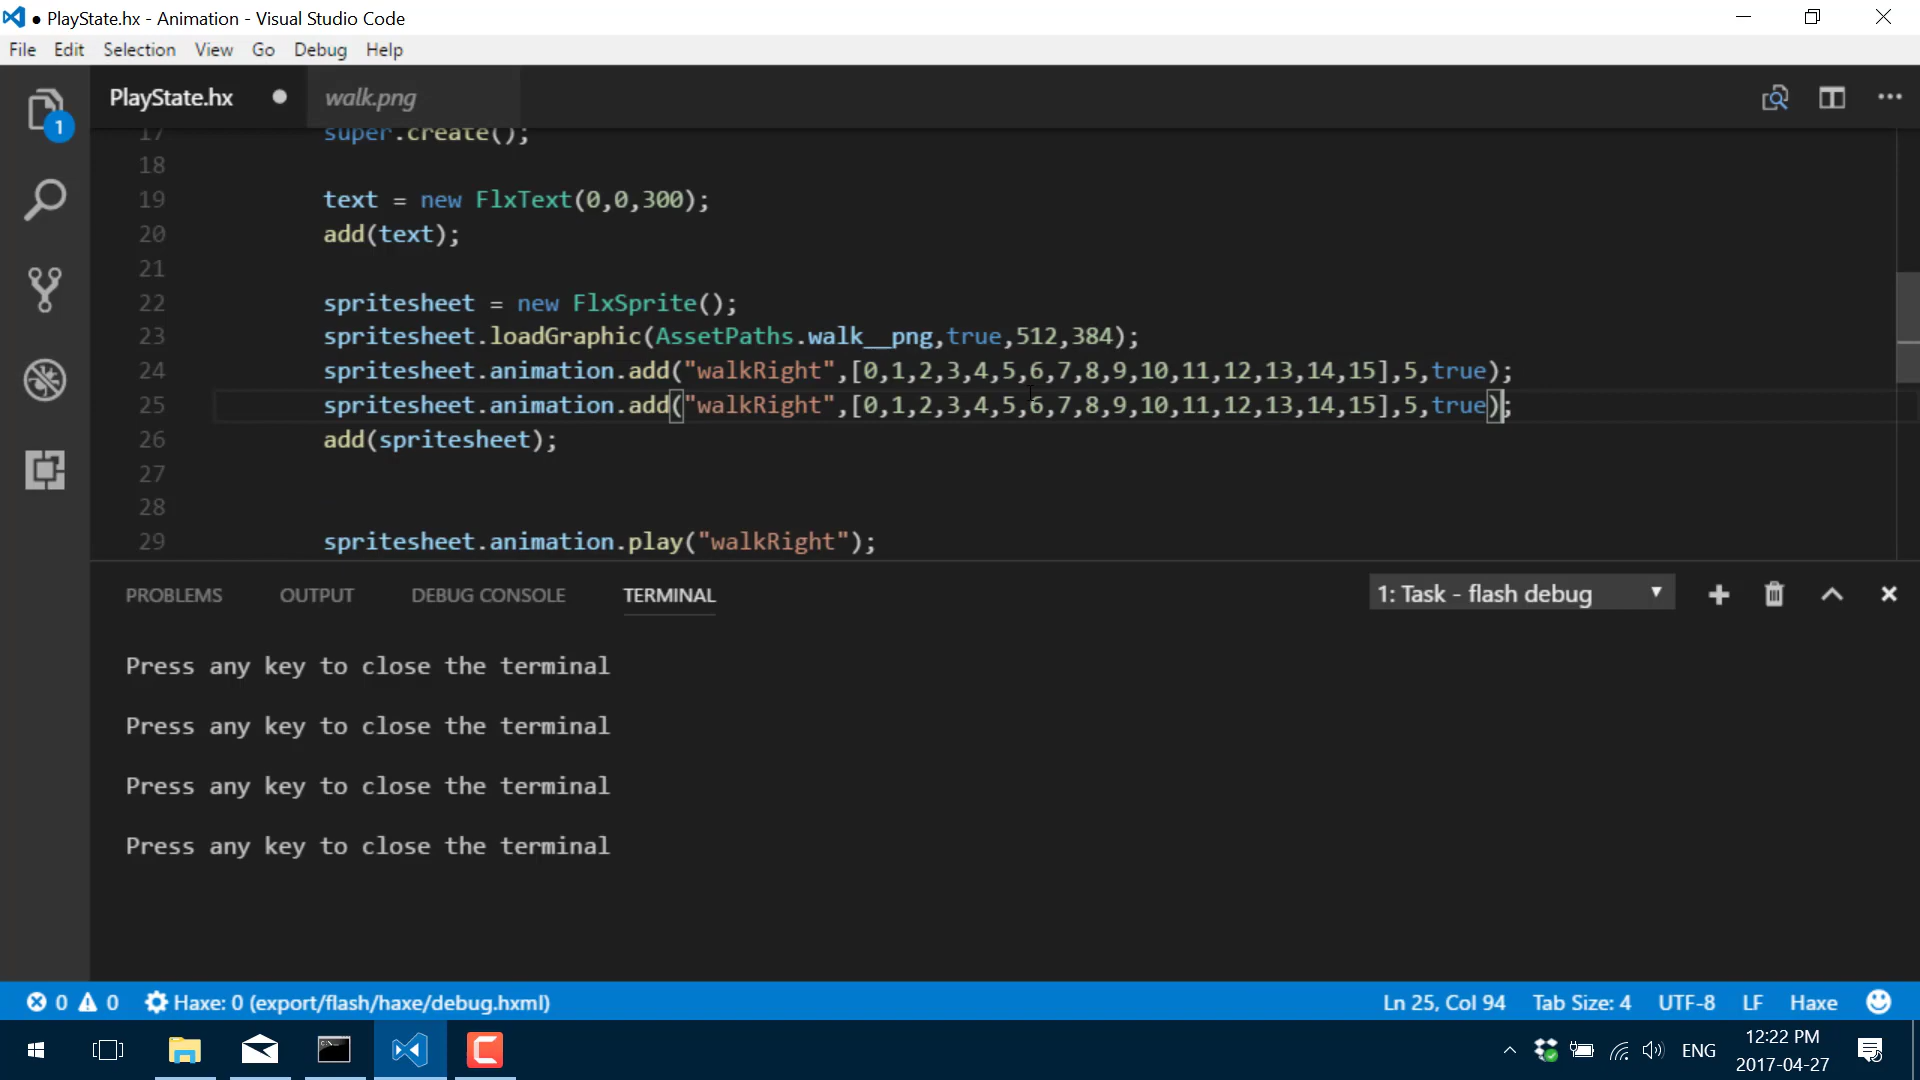 ● PlayState.hx - Animation - Visual Studio Code
File Edit Selection View Go Debug Help
PlayState.hx ● walk.png
1
17 super.create();
18
19 text = new FlxText(0,0,300);
20 add(text);
21
22 spritesheet = new FlxSprite();
23 spritesheet.loadGraphic(AssetPaths.walk__png,true,512,384);
24 spritesheet.animation.add("walkRight",[0,1,2,3,4,5,6,7,8,9,10,11,12,13,14,15],5,true);
25 spritesheet.animation.add("walkRight",[0,1,2,3,4,5,6,7,8,9,10,11,12,13,14,15],5,true);
26 add(spritesheet);
27
28
29 spritesheet.animation.play("walkRight");
PROBLEMS OUTPUT DEBUG CONSOLE TERMINAL 1: Task - flash debug
Press any key to close the terminal
Press any key to close the terminal
Press any key to close the terminal
Press any key to close the terminal
0 0 Haxe: 0 (export/flash/haxe/debug.hxml) Ln 25, Col 94 Tab Size: 4 UTF-8 LF Haxe
ENG 12:22 PM
2017-04-27